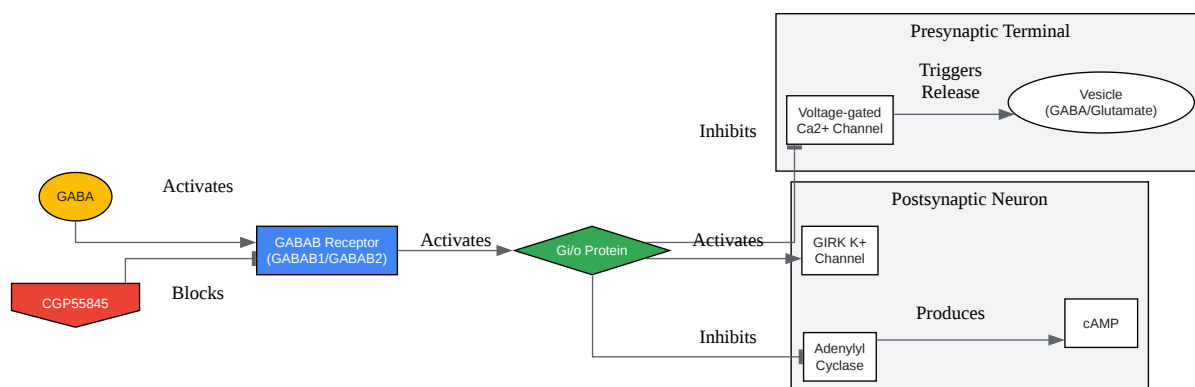 Presynaptic Terminal
Triggers
Release
Vesicle
(GABA/Glutamate)
Voltage-gated
Ca2+ Channel
Inhibits
Activates
GABA
Postsynaptic Neuron
GABAB Receptor
(GABAB1/GABAB2)
Activates
Gi/o Protein
Activates
GIRK K+
Channel
CGP55845
Blocks
Inhibits
Adenylyl
Cyclase
Produces
cAMP